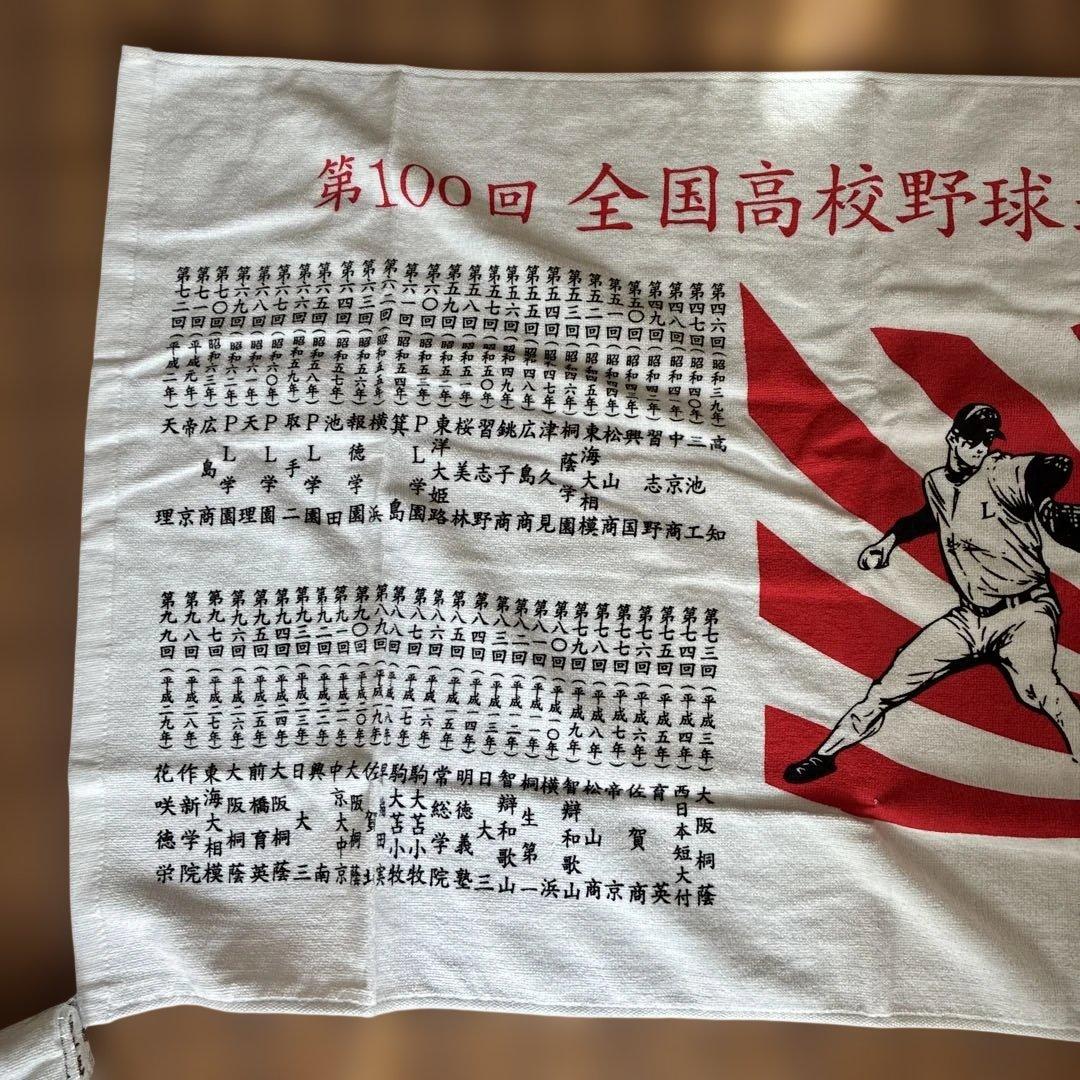 第100回 全国高校野球
第四六回(昭和三九年)高知
第四七回(昭和四〇年)三池工
第四八回(昭和四一年)中京商
第四九回(昭和四二年)習志野
第五〇回(昭和四三年)興国
第五一回(昭和四四年)松山商
第五二回(昭和四五年)東海大相模
第五三回(昭和四六年)桐蔭学園
第五四回(昭和四七年)津久見
第五五回(昭和四八年)広島商
第五六回(昭和四九年)銚子商
第五七回(昭和五〇年)習志野
第五八回(昭和五一年)桜美林
第五九回(昭和五二年)東洋大姫路
第六〇回(昭和五三年)PL学園
第六一回(昭和五四年)箕島
第六二回(昭和五五年)横浜
第六三回(昭和五六年)報徳学園
第六四回(昭和五七年)池田
第六五回(昭和五八年)PL学園
第六六回(昭和五九年)取手二
第六七回(昭和六〇年)PL学園
第六八回(昭和六一年)天理
第六九回(昭和六二年)PL学園
第七〇回(昭和六三年)広島商
第七一回(平成元年)帝京
第七二回(平成二年)天理
第七三回(平成三年)大阪桐蔭
第七四回(平成四年)西日本短大付
第七五回(平成五年)育英
第七六回(平成六年)佐賀商
第七七回(平成七年)帝京
第七八回(平成八年)松山商
第七九回(平成九年)智辯和歌山
第八〇回(平成一〇年)横浜
第八一回(平成一一年)桐生第一
第八二回(平成一二年)智辯和歌山
第八三回(平成一三年)日大三
第八四回(平成一四年)明徳義塾
第八五回(平成一五年)常総学院
第八六回(平成一六年)駒大苫小牧
第八七回(平成一七年)駒大苫小牧
第八八回(平成一八年)早稲田実
第八九回(平成一九年)佐賀北
第九〇回(平成二〇年)大阪桐蔭
第九一回(平成二一年)中京大中京
第九二回(平成二二年)興南
第九三回(平成二三年)日大三
第九四回(平成二四年)大阪桐蔭
第九五回(平成二五年)前橋育英
第九六回(平成二六年)大阪桐蔭
第九七回(平成二七年)東海大相模
第九八回(平成二八年)作新学院
第九九回(平成二九年)花咲徳栄
L